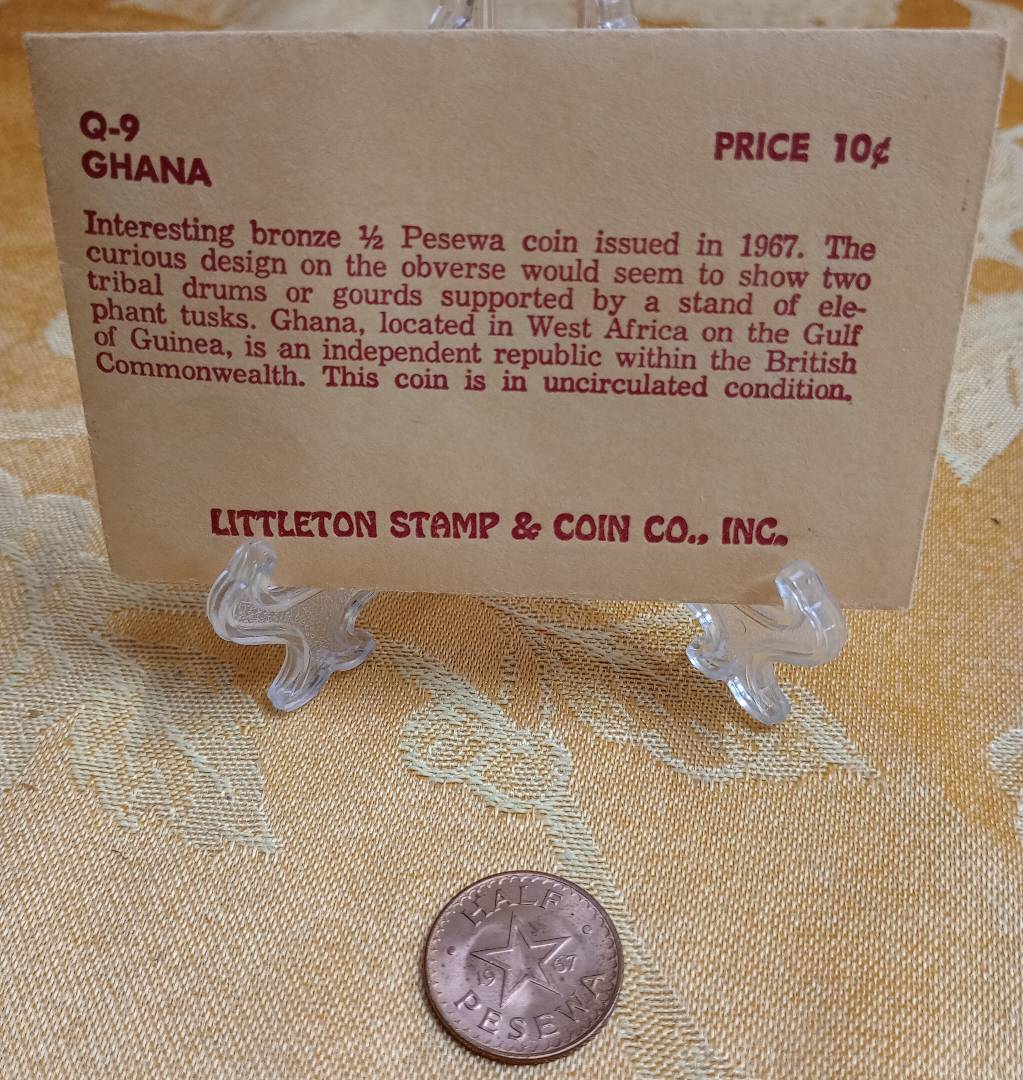 Q-9
GHANA
PRICE 10¢
Interesting bronze ½ Pesewa coin issued in 1967. The
curious design on the obverse would seem to show two
tribal drums or gourds supported by a stand of ele-
phant tusks. Ghana, located in West Africa on the Gulf
of Guinea, is an independent republic within the British
Commonwealth. This coin is in uncirculated condition.
LITTLETON STAMP & COIN CO., INC.
HALF
19 67
PESEWA